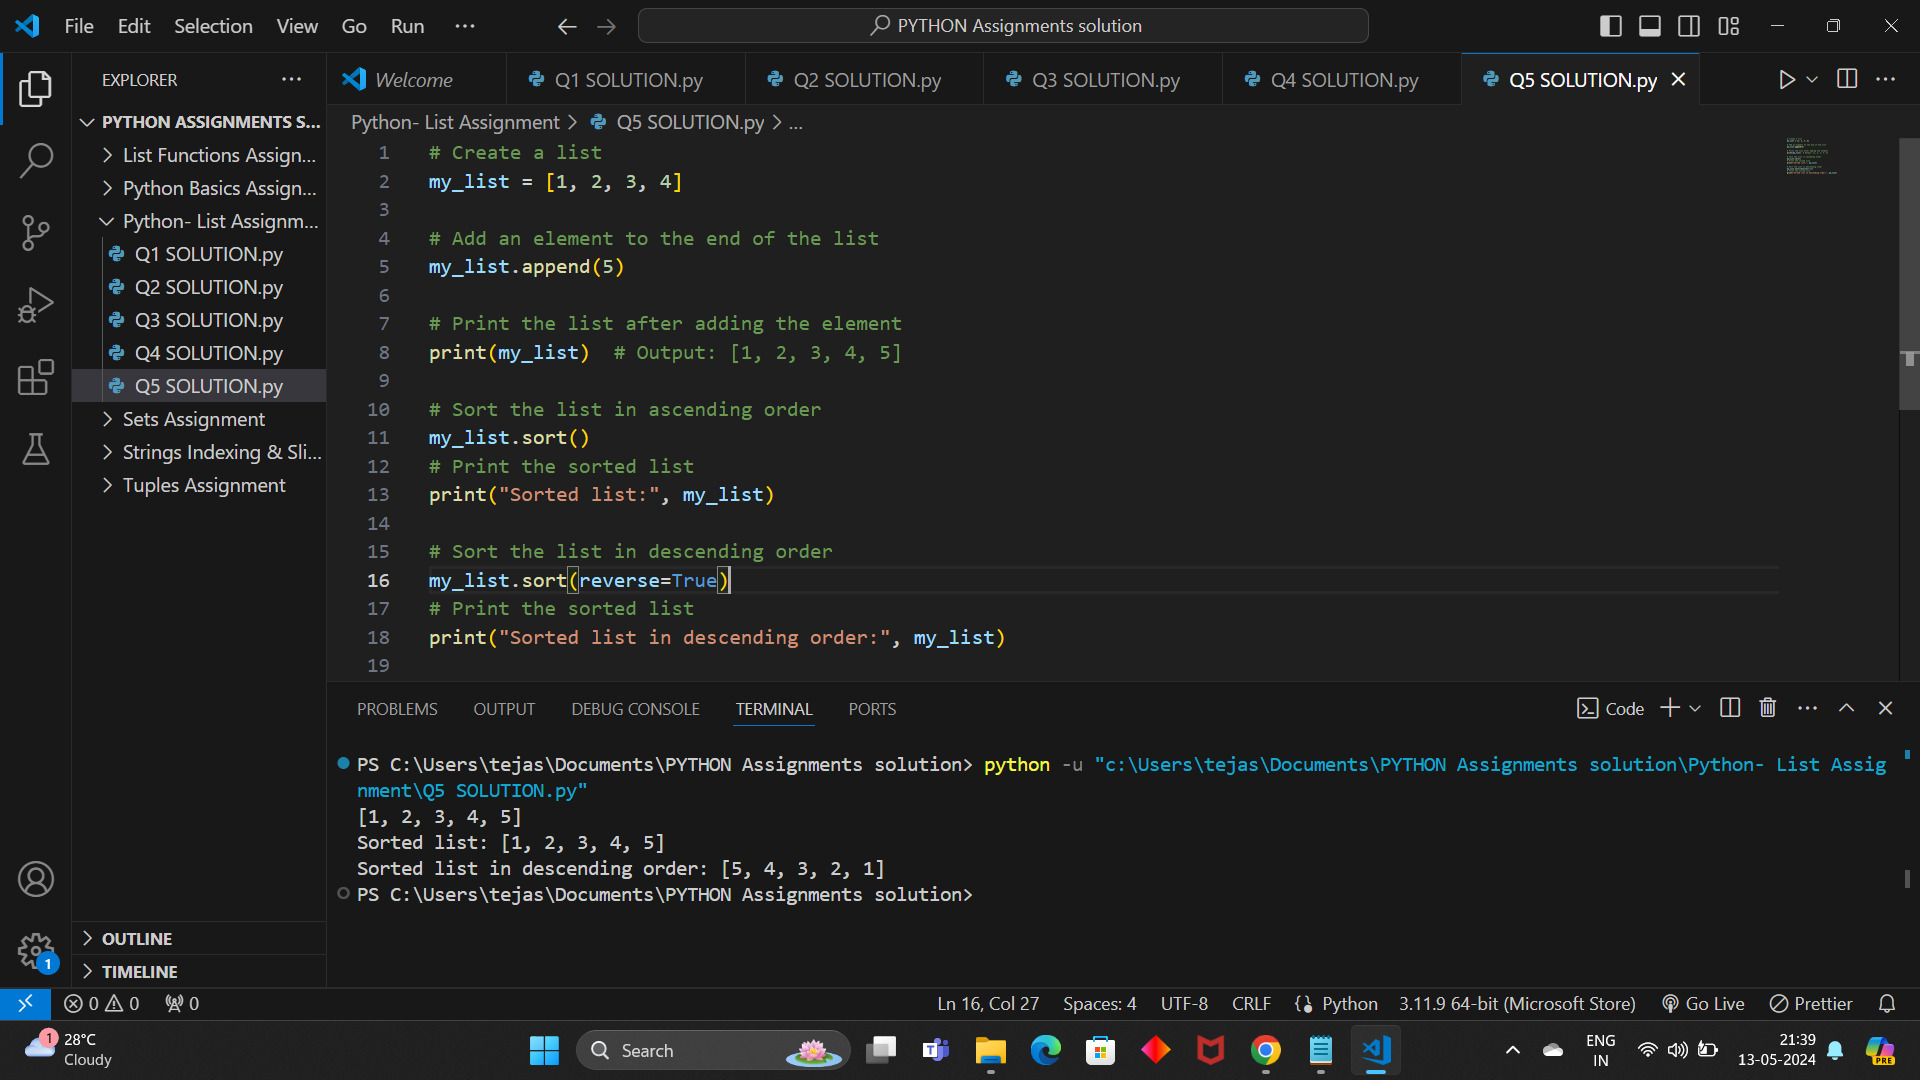 File Edit Selection View Go Run ...
PYTHON Assignments solution
EXPLORER ...
PYTHON ASSIGNMENTS S...
List Functions Assign...
Python Basics Assign...
Python- List Assignm...
Q1 SOLUTION.py
Q2 SOLUTION.py
Q3 SOLUTION.py
Q4 SOLUTION.py
Q5 SOLUTION.py
Sets Assignment
Strings Indexing & Sli...
Tuples Assignment
OUTLINE
TIMELINE
Welcome Q1 SOLUTION.py Q2 SOLUTION.py Q3 SOLUTION.py Q4 SOLUTION.py Q5 SOLUTION.py
Python- List Assignment > Q5 SOLUTION.py > ...
1 # Create a list
2 my_list = [1, 2, 3, 4]
3
4 # Add an element to the end of the list
5 my_list.append(5)
6
7 # Print the list after adding the element
8 print(my_list)  # Output: [1, 2, 3, 4, 5]
9
10 # Sort the list in ascending order
11 my_list.sort()
12 # Print the sorted list
13 print("Sorted list:", my_list)
14
15 # Sort the list in descending order
16 my_list.sort(reverse=True)
17 # Print the sorted list
18 print("Sorted list in descending order:", my_list)
19
PROBLEMS OUTPUT DEBUG CONSOLE TERMINAL PORTS
Code
PS C:\Users\tejas\Documents\PYTHON Assignments solution> python -u "c:\Users\tejas\Documents\PYTHON Assignments solution\Python- List Assig
nment\Q5 SOLUTION.py"
[1, 2, 3, 4, 5]
Sorted list: [1, 2, 3, 4, 5]
Sorted list in descending order: [5, 4, 3, 2, 1]
PS C:\Users\tejas\Documents\PYTHON Assignments solution>
1
0 0 0
Ln 16, Col 27 Spaces: 4 UTF-8 CRLF Python 3.11.9 64-bit (Microsoft Store) Go Live Prettier
1
28°C
Cloudy
Search
ENG
IN
21:39
13-05-2024
PRE